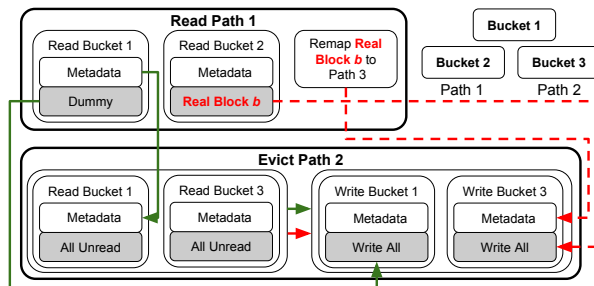 Read Path 1
Read Bucket 1
Metadata
Dummy
Read Bucket 2
Metadata
Real Block b
Remap Real
Block b to
Path 3
Bucket 1
Bucket 2
Bucket 3
Path 1
Path 2
Evict Path 2
Read Bucket 1
Metadata
All Unread
Read Bucket 3
Metadata
All Unread
Write Bucket 1
Metadata
Write All
Write Bucket 3
Metadata
Write All